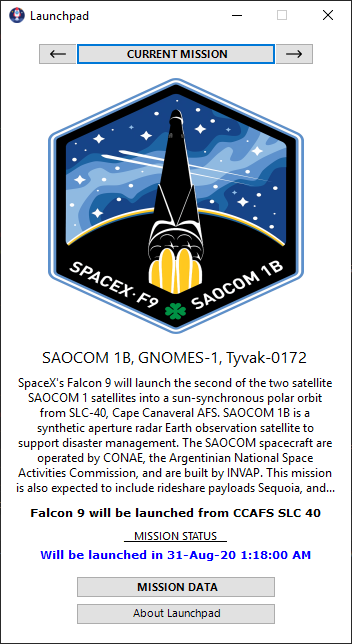 Launchpad
CURRENT MISSION
SPACEX·F9 SAOCOM 1B
SAOCOM 1B, GNOMES-1, Tyvak-0172
SpaceX's Falcon 9 will launch the second of the two satellite
SAOCOM 1 satellites into a sun-synchronous polar orbit
from SLC-40, Cape Canaveral AFS. SAOCOM 1B is a
synthetic aperture radar Earth observation satellite to
support disaster management. The SAOCOM spacecraft are
operated by CONAE, the Argentinian National Space
Activities Commission, and are built by INVAP. This mission
is also expected to include rideshare payloads Sequoia, and...
Falcon 9 will be launched from CCAFS SLC 40
MISSION STATUS
Will be launched in 31-Aug-20 1:18:00 AM
MISSION DATA
About Launchpad